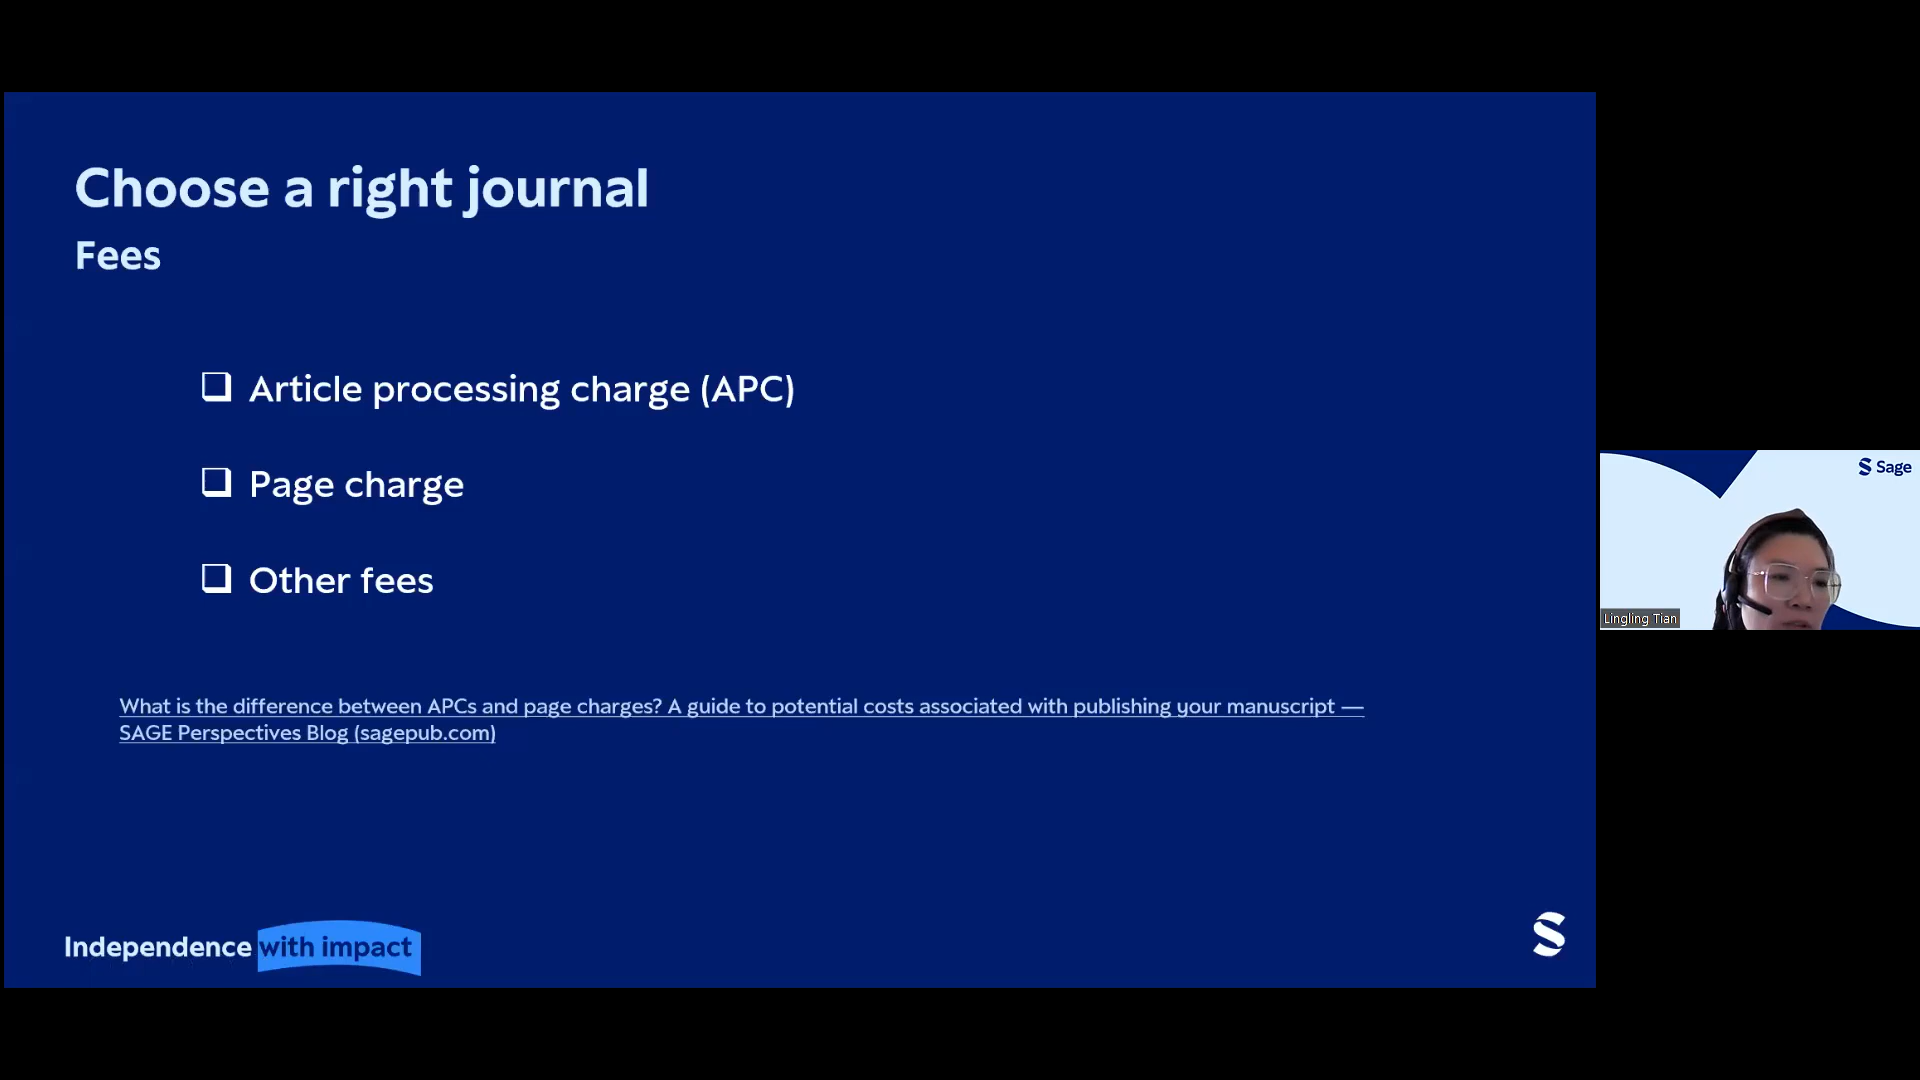 Choose a right journal
Fees
Article processing charge (APC)
Page charge
Other fees
What is the difference between APCs and page charges? A guide to potential costs associated with publishing your manuscript —
SAGE Perspectives Blog (sagepub.com)
Independence with impact
Sage
Lingling Tian